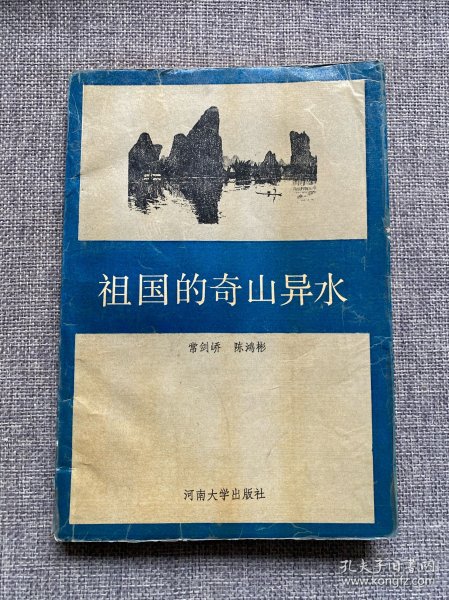 祖国的奇山异水
常剑峤 陈鸿彬
河南大学出版社
孔夫子旧书网
www.kongfz.com